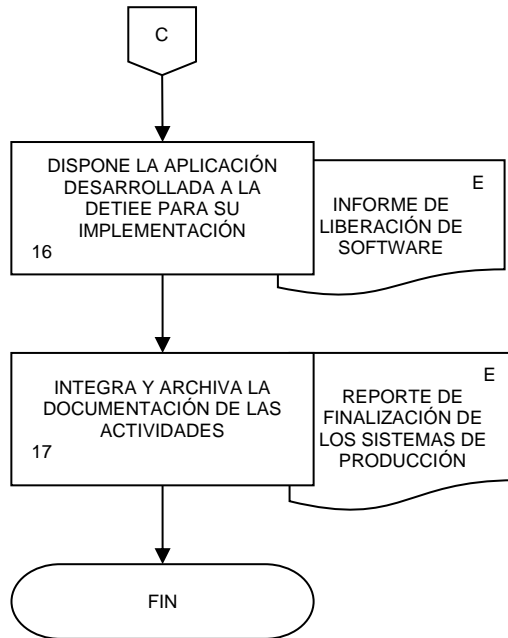 C
DISPONE LA APLICACIÓN
DESARROLLADA A LA
DETIEE PARA SU
IMPLEMENTACIÓN
16
E
INFORME DE
LIBERACIÓN DE
SOFTWARE
INTEGRA Y ARCHIVA LA
DOCUMENTACIÓN DE LAS
ACTIVIDADES
17
E
REPORTE DE
FINALIZACIÓN DE
LOS SISTEMAS DE
PRODUCCIÓN
FIN